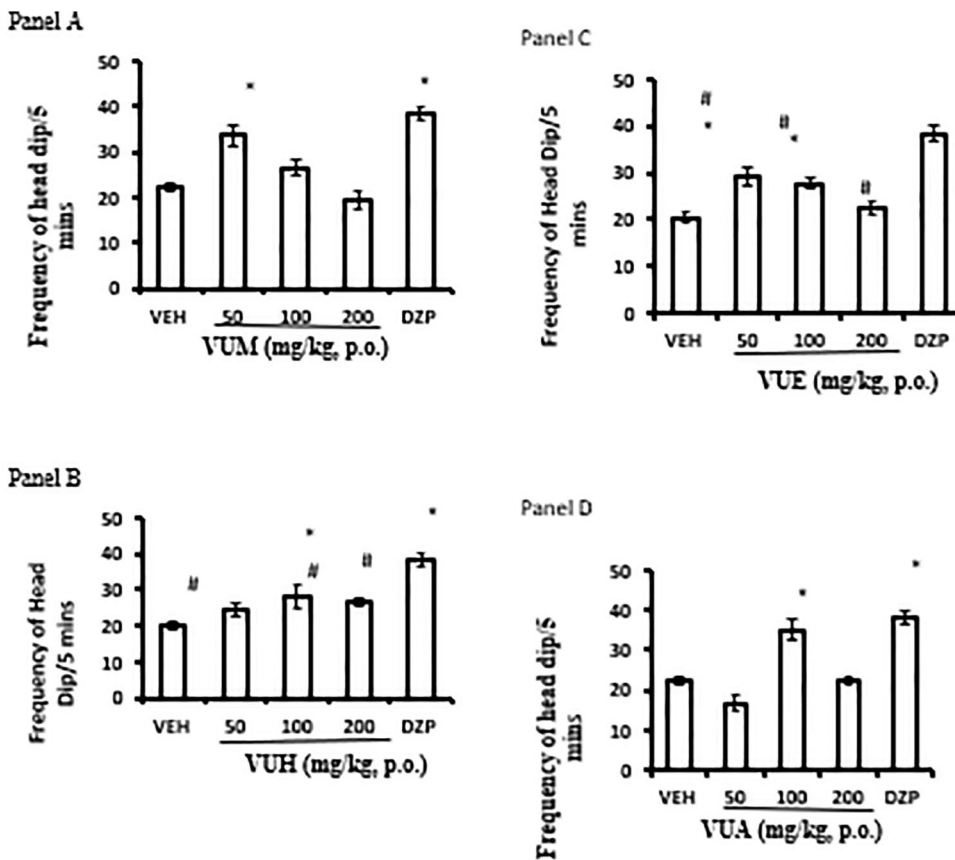 Panel A
50
*
*
40
30
20
10
0
Frequency of head dip/5
mins
VEH 50 100 200 DZP
VUM (mg/kg, p.o.)
Panel C
50
#
*
#
*
40
30
#
20
10
0
Frequency of Head Dip/5
mins
VEH 50 100 200 DZP
VUE (mg/kg, p.o.)
Panel B
50
*
*
40
#
#
#
30
20
10
0
Frequency of Head
Dip/5 mins
VEH 50 100 200 DZP
VUH (mg/kg, p.o.)
Panel D
50
*
*
40
30
20
10
0
Frequency of head dip/5
mins
VEH 50 100 200 DZP
VUA (mg/kg, p.o.)